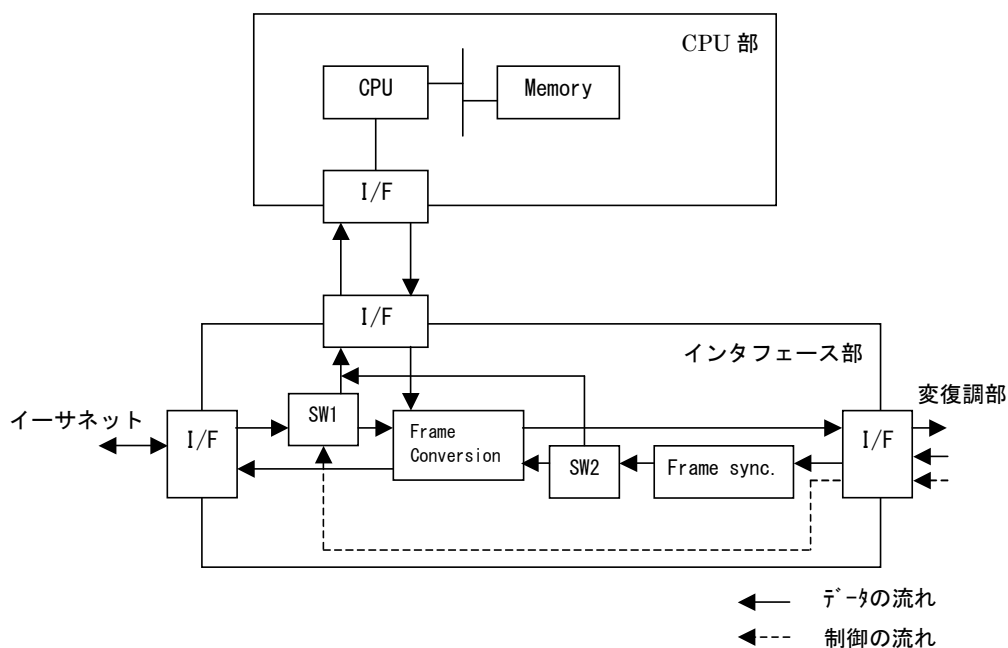 CPU 部
CPU
Memory
I/F
I/F
インタフェース部
イーサネット
変復調部
I/F
SW1
Frame
Conversion
SW2
Frame sync.
I/F
ﾃﾞｰﾀの流れ
制御の流れ